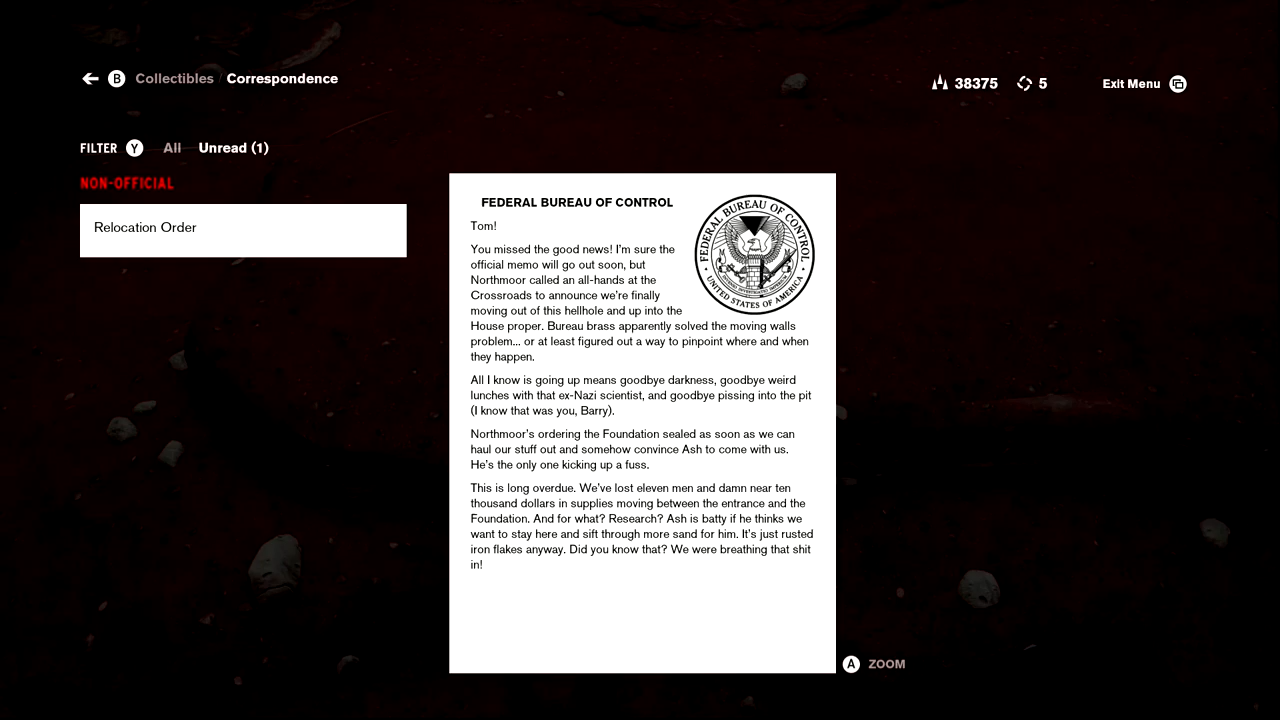 B Collectibles / Correspondence
38375 5 Exit Menu
FILTER Y All Unread (1)
NON-OFFICIAL
Relocation Order
FEDERAL BUREAU OF CONTROL
FEDERAL BUREAU OF CONTROL
UNITED STATES OF AMERICA
Tom!
You missed the good news! I'm sure the
official memo will go out soon, but
Northmoor called an all-hands at the
Crossroads to announce we're finally
moving out of this hellhole and up into the
House proper. Bureau brass apparently solved the moving walls
problem... or at least figured out a way to pinpoint where and when
they happen.
All I know is going up means goodbye darkness, goodbye weird
lunches with that ex-Nazi scientist, and goodbye pissing into the pit
(I know that was you, Barry).
Northmoor's ordering the Foundation sealed as soon as we can
haul our stuff out and somehow convince Ash to come with us.
He's the only one kicking up a fuss.
This is long overdue. We've lost eleven men and damn near ten
thousand dollars in supplies moving between the entrance and the
Foundation. And for what? Research? Ash is batty if he thinks we
want to stay here and sift through more sand for him. It's just rusted
iron flakes anyway. Did you know that? We were breathing that shit
in!
A ZOOM